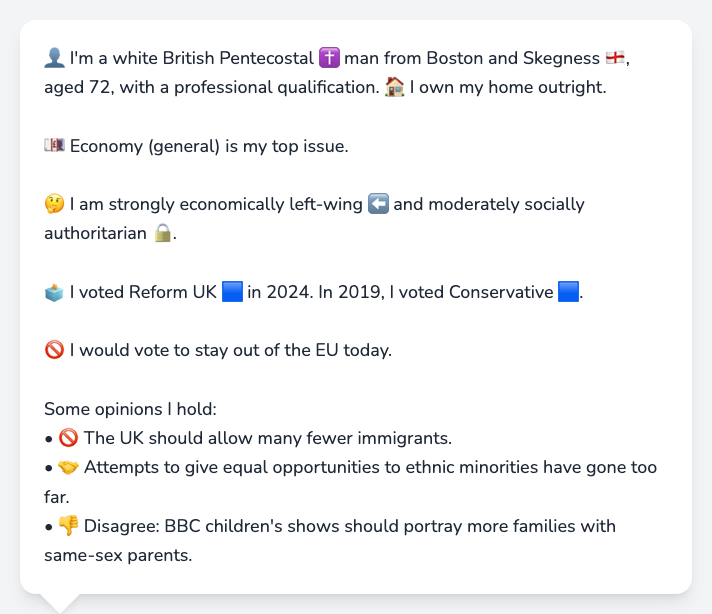 👤 I'm a white British Pentecostal ✝️ man from Boston and Skegness 🏴󠁧󠁢󠁥󠁮󠁧󠁿,
aged 72, with a professional qualification. 🏠 I own my home outright.
💷 Economy (general) is my top issue.
🤔 I am strongly economically left-wing ⬅️ and moderately socially
authoritarian 🔒.
🗳️ I voted Reform UK 🟦 in 2024. In 2019, I voted Conservative 🟦.
🚫 I would vote to stay out of the EU today.
Some opinions I hold:
• 🚫 The UK should allow many fewer immigrants.
• 🤝 Attempts to give equal opportunities to ethnic minorities have gone too
far.
• 👎 Disagree: BBC children's shows should portray more families with
same-sex parents.